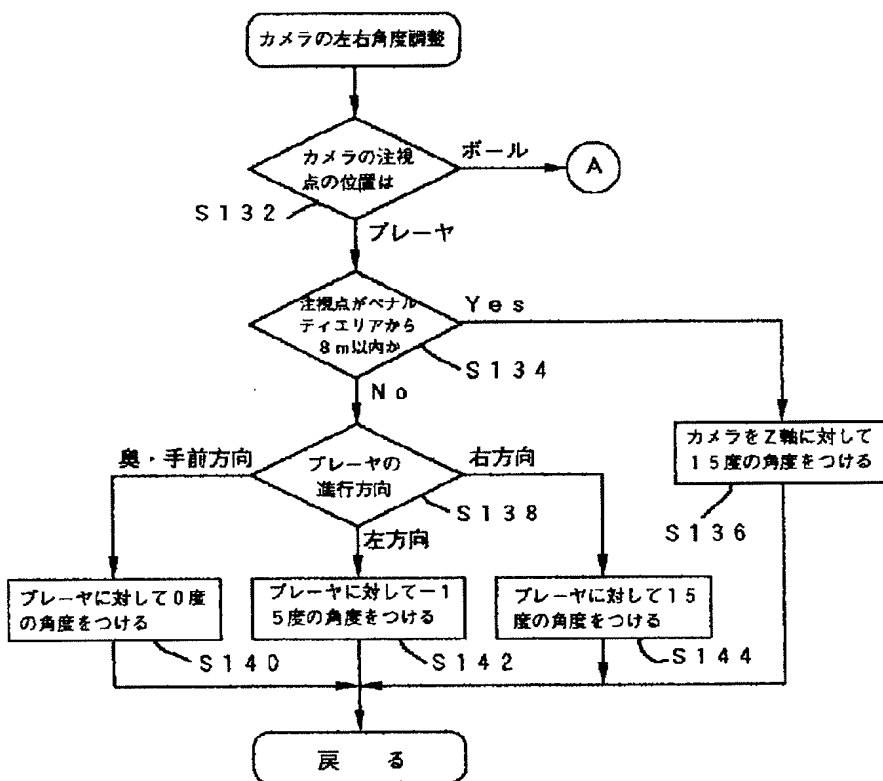 カメラの左右角度調整
カメラの注視
点の位置は
ボール
A
S132
プレーヤ
注視点がペナル
ティエリアから
8m以内か
Yes
S134
No
カメラをZ軸に対して
15度の角度をつける
S136
奥・手前方向
プレーヤの
進行方向
右方向
S138
左方向
プレーヤに対して0度
の角度をつける
S140
プレーヤに対して−1
5度の角度をつける
S142
プレーヤに対して15
度の角度をつける
S144
戻る